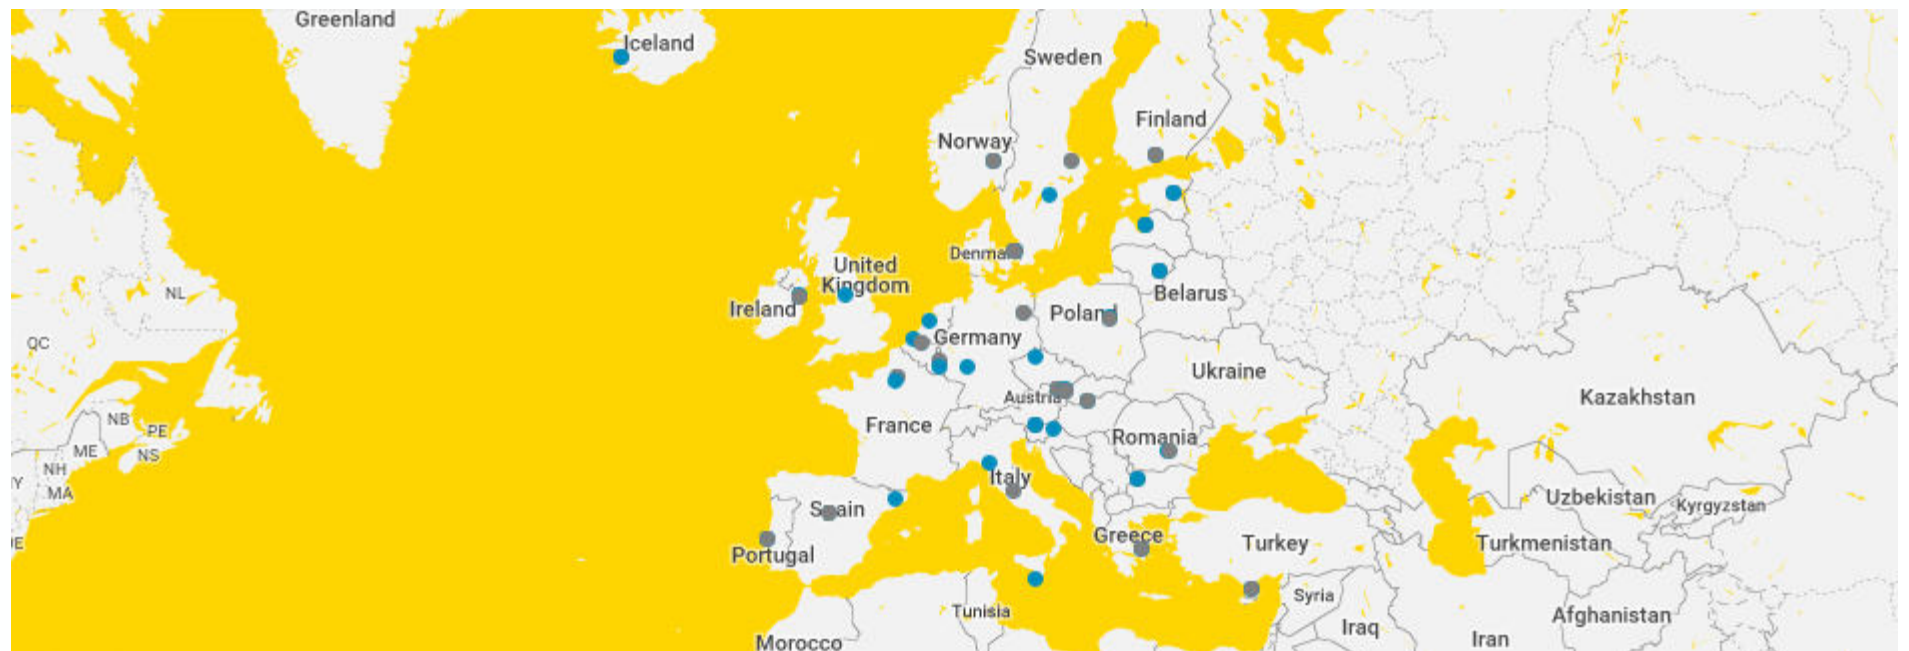 Greenland
Iceland
Sweden
Finland
Norway
Denma
United
Kingdom
Ireland
Belarus
Poland
Germany
NL
QC
Ukraine
Kazakhstan
Austria
France
Romania
NB
PE
ME
NS
NH
MA
Italy
Spain
Uzbekistan
Kyrgyzstan
Greece
Turkey
Turkmenistan
Portugal
Syria
Tunisia
Afghanistan
Iraq
Iran
Morocco